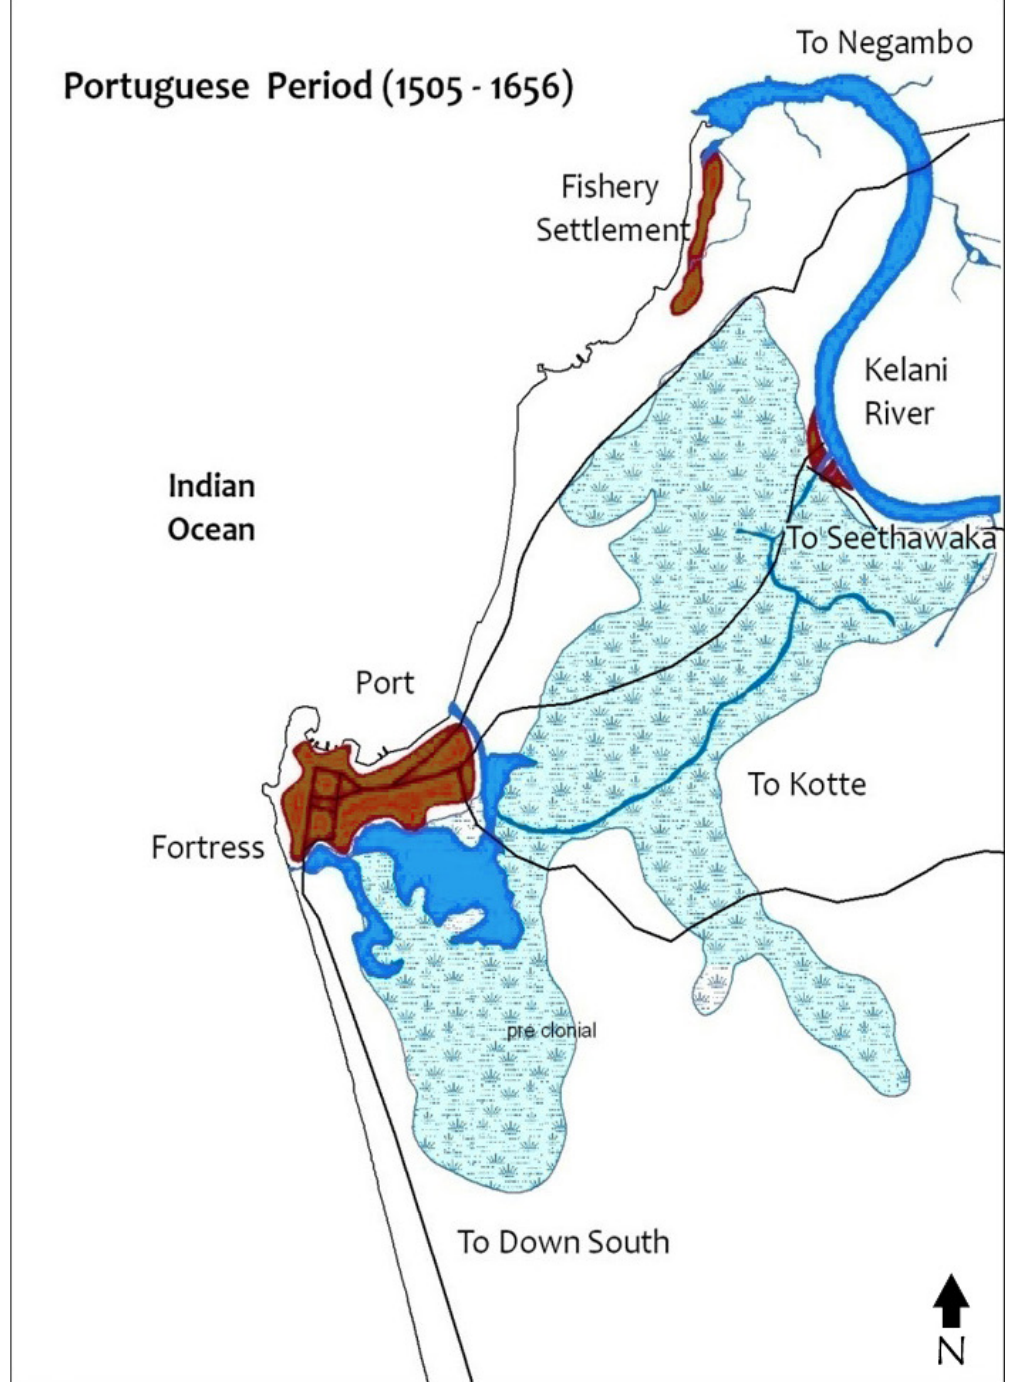 To Negambo
Portuguese Period (1505 - 1656)
Fishery
Settlement
Kelani
River
Indian
Ocean
To Seethawaka
Port
To Kotte
Fortress
pre clonial
To Down South
N